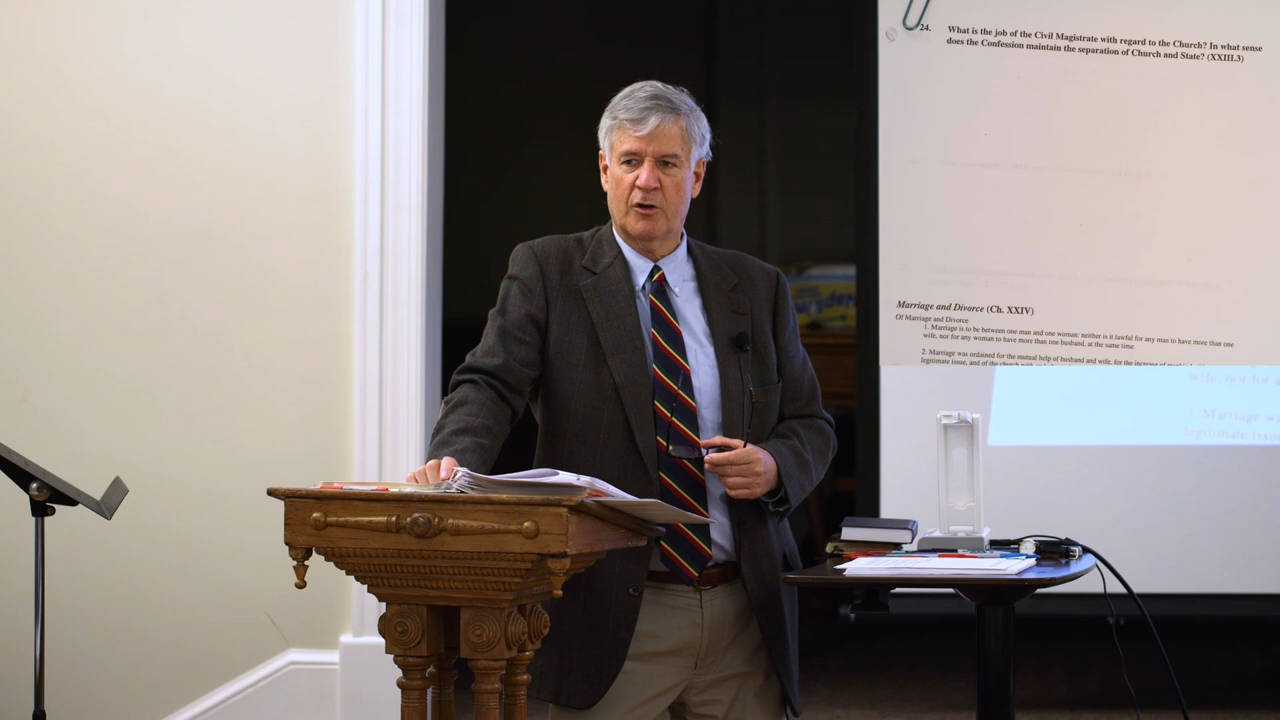 24. What is the job of the Civil Magistrate with regard to the Church? In what sense
does the Confession maintain the separation of Church and State? (XXIII.3)
Marriage and Divorce (Ch. XXIV)
Of Marriage and Divorce
1. Marriage is to be between one man and one woman: neither is it lawful for any man to have more than one
wife, nor for any woman to have more than one husband, at the same time.
2. Marriage was ordained for the mutual help of husband and wife, for the increase of
legitimate issue, and of the church
wife, not for
2. Marriage wa
legitimate issu